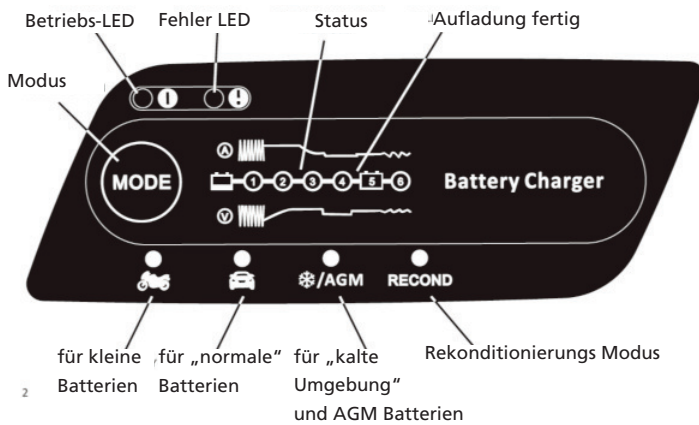 Betriebs-LED Fehler LED Status Aufladung fertig
Modus
A
MODE 1 2 3 4 5 6 Battery Charger
V
❄/AGM RECOND
für kleine für „normale“ für „kalte Rekonditionierungs Modus
Batterien Batterien Umgebung“
und AGM Batterien
2